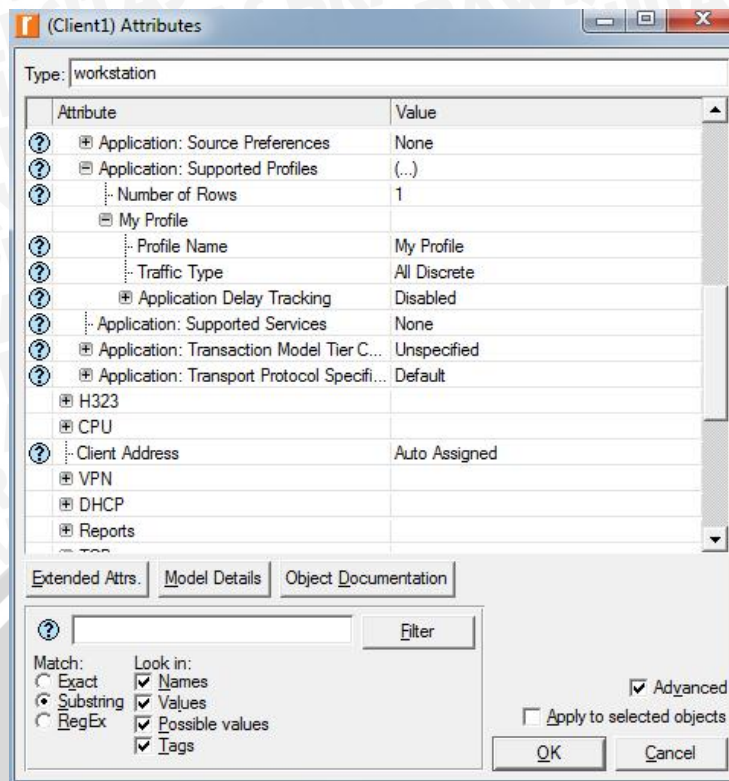 (Client1) Attributes
Type: workstation
Attribute Value
Application: Source Preferences None
Application: Supported Profiles (...)
Number of Rows 1
My Profile
Profile Name My Profile
Traffic Type All Discrete
Application Delay Tracking Disabled
Application: Supported Services None
Application: Transaction Model Tier C... Unspecified
Application: Transport Protocol Specifi... Default
H323
CPU
Client Address Auto Assigned
VPN
DHCP
Reports
Extended Attrs. Model Details Object Documentation
Filter
Match: Look in:
Exact Names
Substring Values
RegEx Possible values
Tags
Advanced
Apply to selected objects
OK Cancel